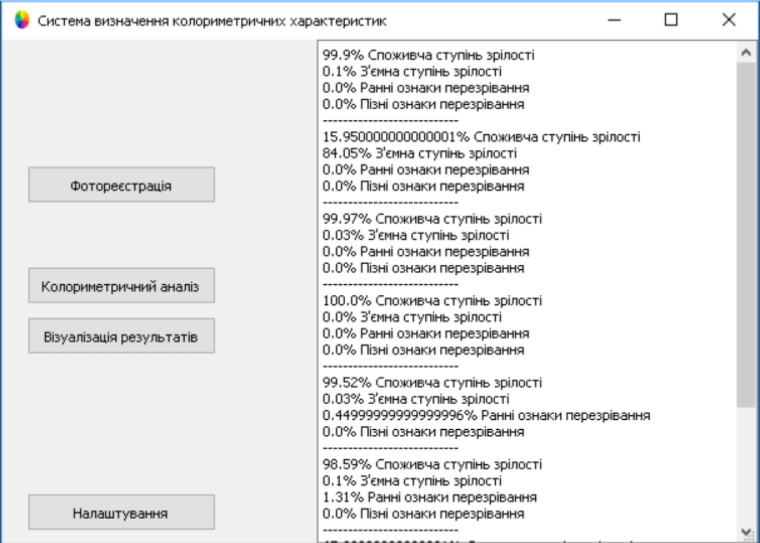 Система визначення колориметричних характеристик
Фотореєстрація
Колориметричний аналіз
Візуалізація результатів
Налаштування
99.9% Споживча ступінь зрілості
0.1% З'ємна ступінь зрілості
0.0% Ранні ознаки перезрівання
0.0% Пізні ознаки перезрівання
---------------------------
15.950000000000001% Споживча ступінь зрілості
84.05% З'ємна ступінь зрілості
0.0% Ранні ознаки перезрівання
0.0% Пізні ознаки перезрівання
---------------------------
99.97% Споживча ступінь зрілості
0.03% З'ємна ступінь зрілості
0.0% Ранні ознаки перезрівання
0.0% Пізні ознаки перезрівання
---------------------------
100.0% Споживча ступінь зрілості
0.0% З'ємна ступінь зрілості
0.0% Ранні ознаки перезрівання
0.0% Пізні ознаки перезрівання
---------------------------
99.52% Споживча ступінь зрілості
0.03% З'ємна ступінь зрілості
0.44999999999999996% Ранні ознаки перезрівання
0.0% Пізні ознаки перезрівання
---------------------------
98.59% Споживча ступінь зрілості
0.1% З'ємна ступінь зрілості
1.31% Ранні ознаки перезрівання
0.0% Пізні ознаки перезрівання
---------------------------